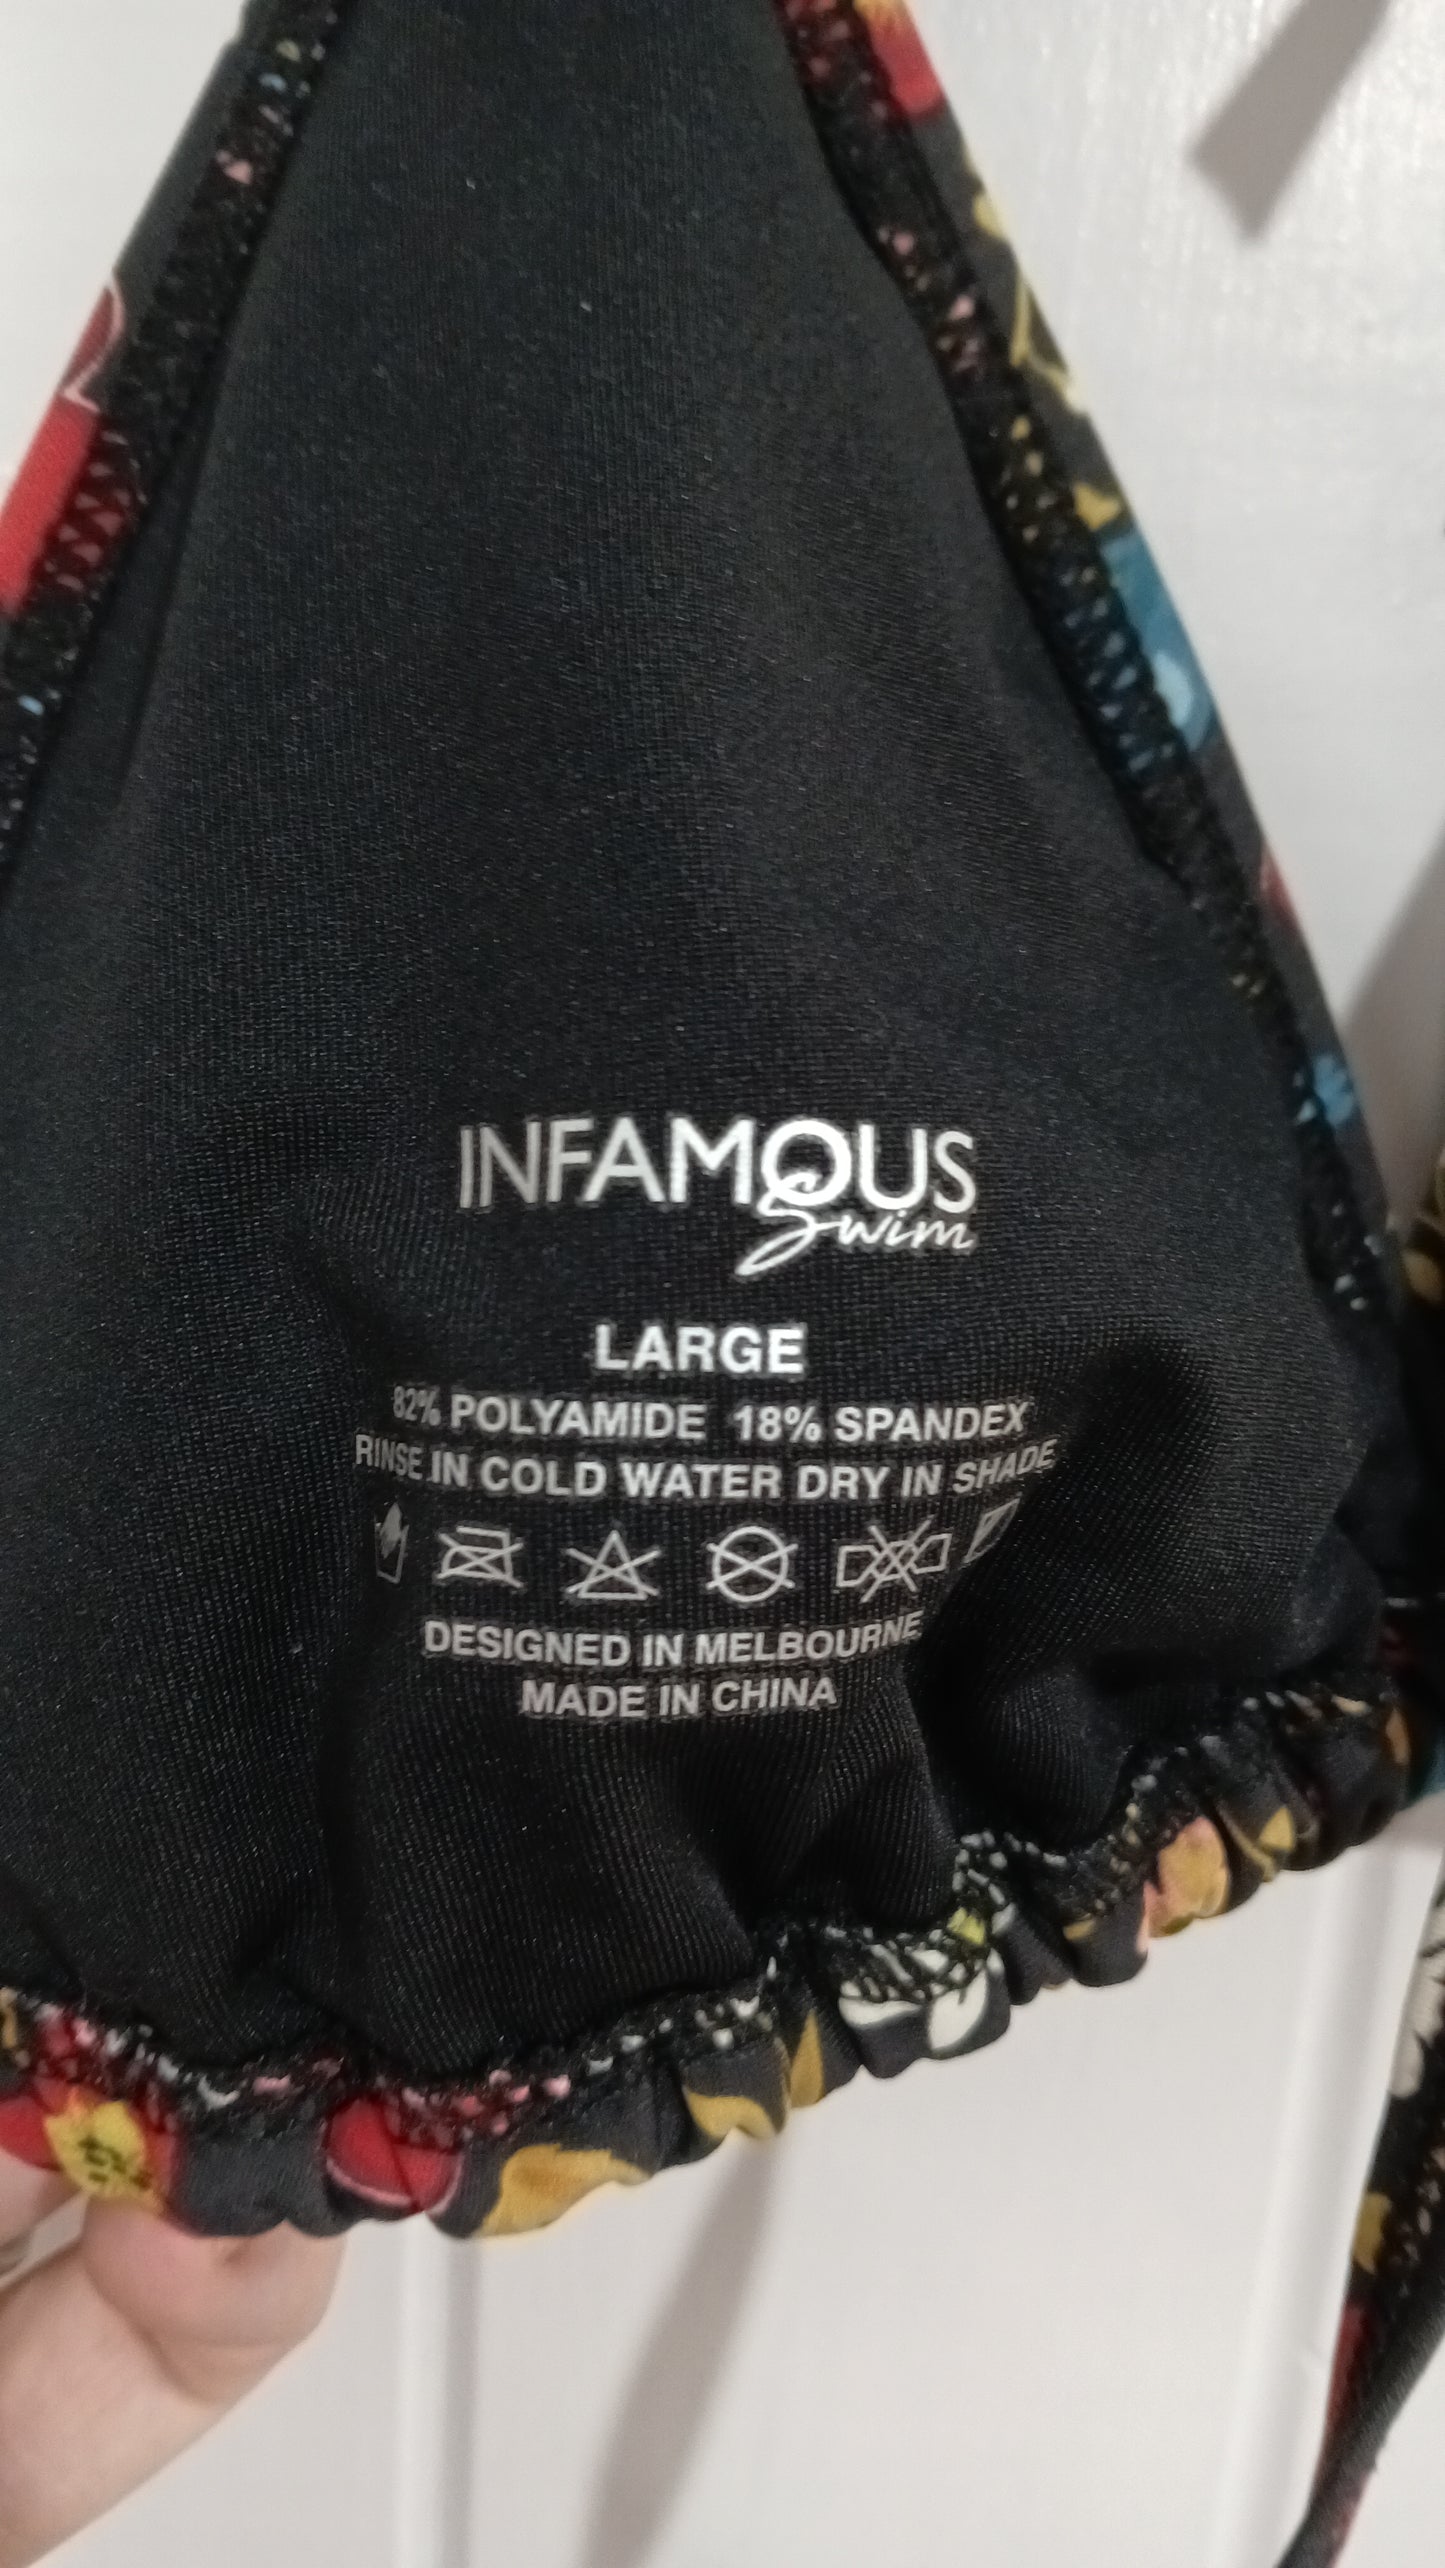 INFAMOUS
Swim
LARGE
82% POLYAMIDE 18% SPANDEX
RINSE IN COLD WATER DRY IN SHADE
DESIGNED IN MELBOURNE
MADE IN CHINA